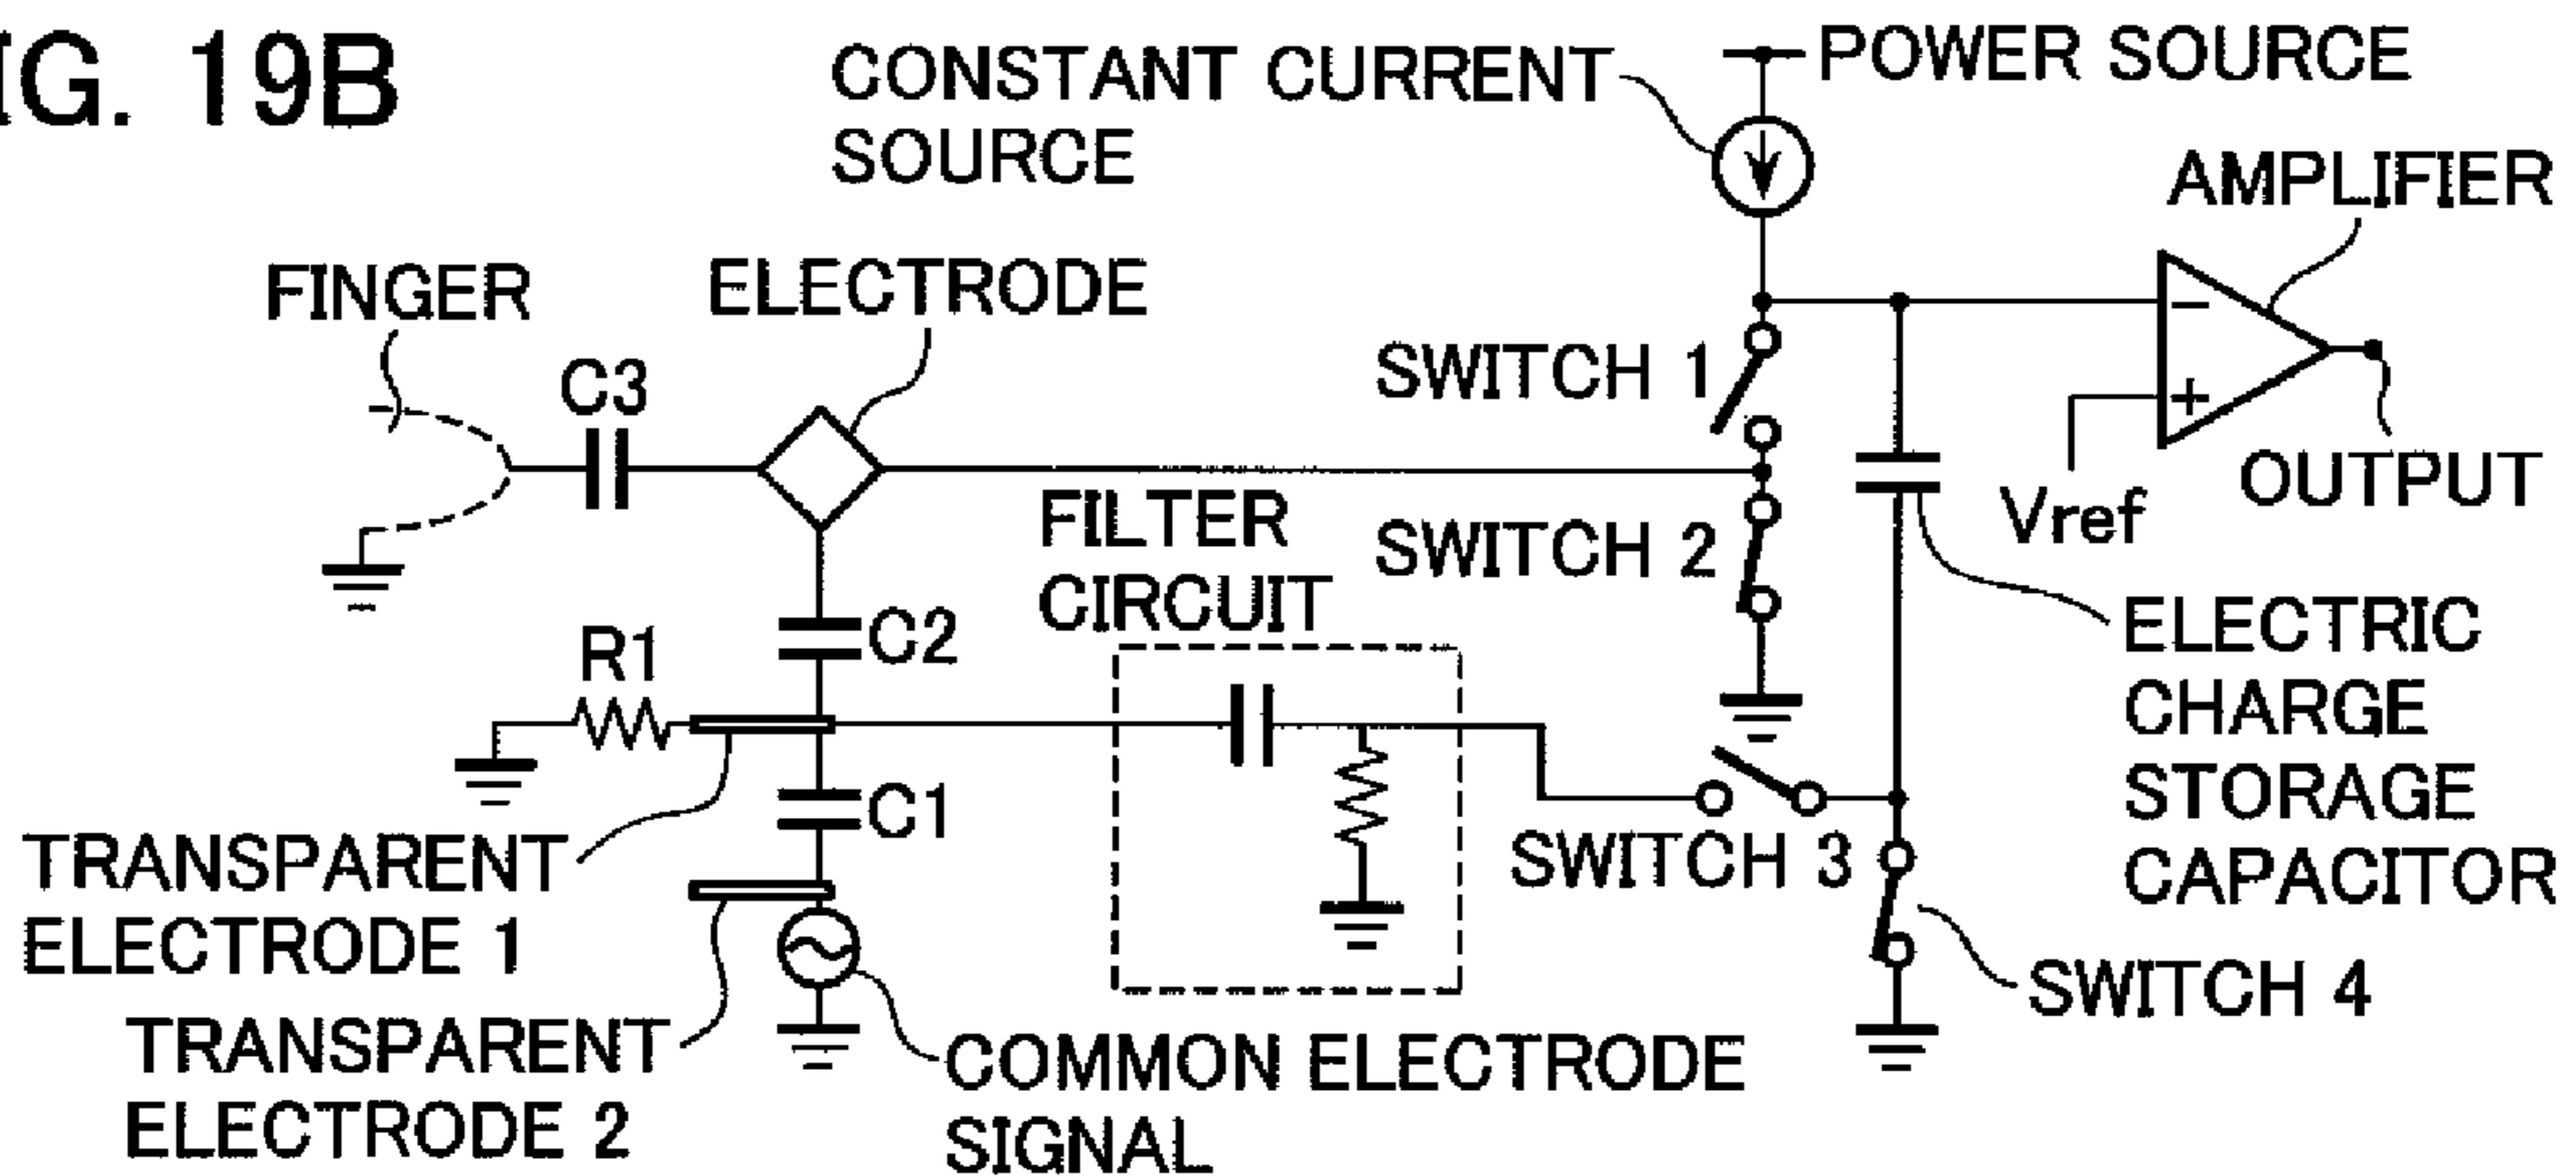 IG. 19B
CONSTANT CURRENT
SOURCE
POWER SOURCE
AMPLIFIER
FINGER
ELECTRODE
C3
SWITCH 1
−
+
Vref
OUTPUT
FILTER
CIRCUIT
SWITCH 2
C2
R1
ELECTRIC
CHARGE
STORAGE
CAPACITOR
C1
TRANSPARENT
ELECTRODE 1
SWITCH 3
SWITCH 4
TRANSPARENT
ELECTRODE 2
COMMON ELECTRODE
SIGNAL